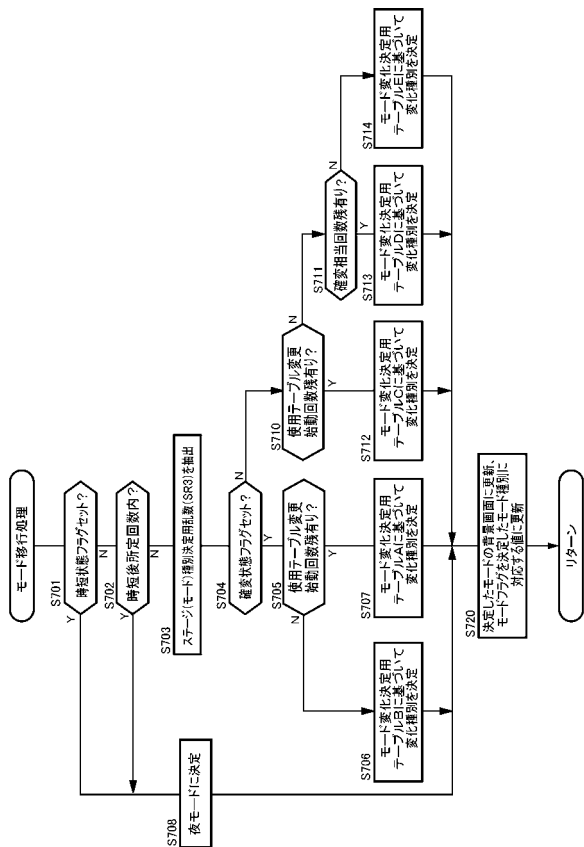 モード移行処理
S701
時短状態フラグセット?
Y
N
S702
時短後所定回数内?
Y
N
S703
ステージ(モード)種別決定用乱数(SR3)を抽出
S704
確変状態フラグセット?
N
Y
S705
使用テーブル変更
始動回数残有り?
N
Y
S710
使用テーブル変更
始動回数残有り?
N
Y
S711
確変相当回数残有り?
N
Y
S708
夜モードに決定
S706
モード変化決定用
テーブルBに基づいて
変化種別を決定
S707
モード変化決定用
テーブルAに基づいて
変化種別を決定
S712
モード変化決定用
テーブルCに基づいて
変化種別を決定
S713
モード変化決定用
テーブルDに基づいて
変化種別を決定
S714
モード変化決定用
テーブルEに基づいて
変化種別を決定
S720
決定したモードの背景画面に更新、
モードフラグを決定したモード種別に
対応する値に更新
リターン